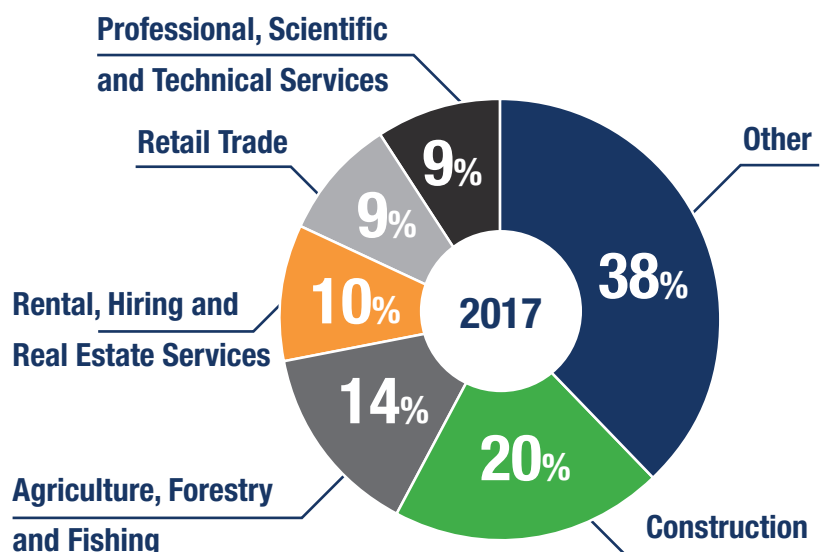 Professional, Scientific
and Technical Services
Retail Trade
Other
9%
9%
38%
Rental, Hiring and
Real Estate Services
10%
2017
14%
20%
Agriculture, Forestry
and Fishing
Construction